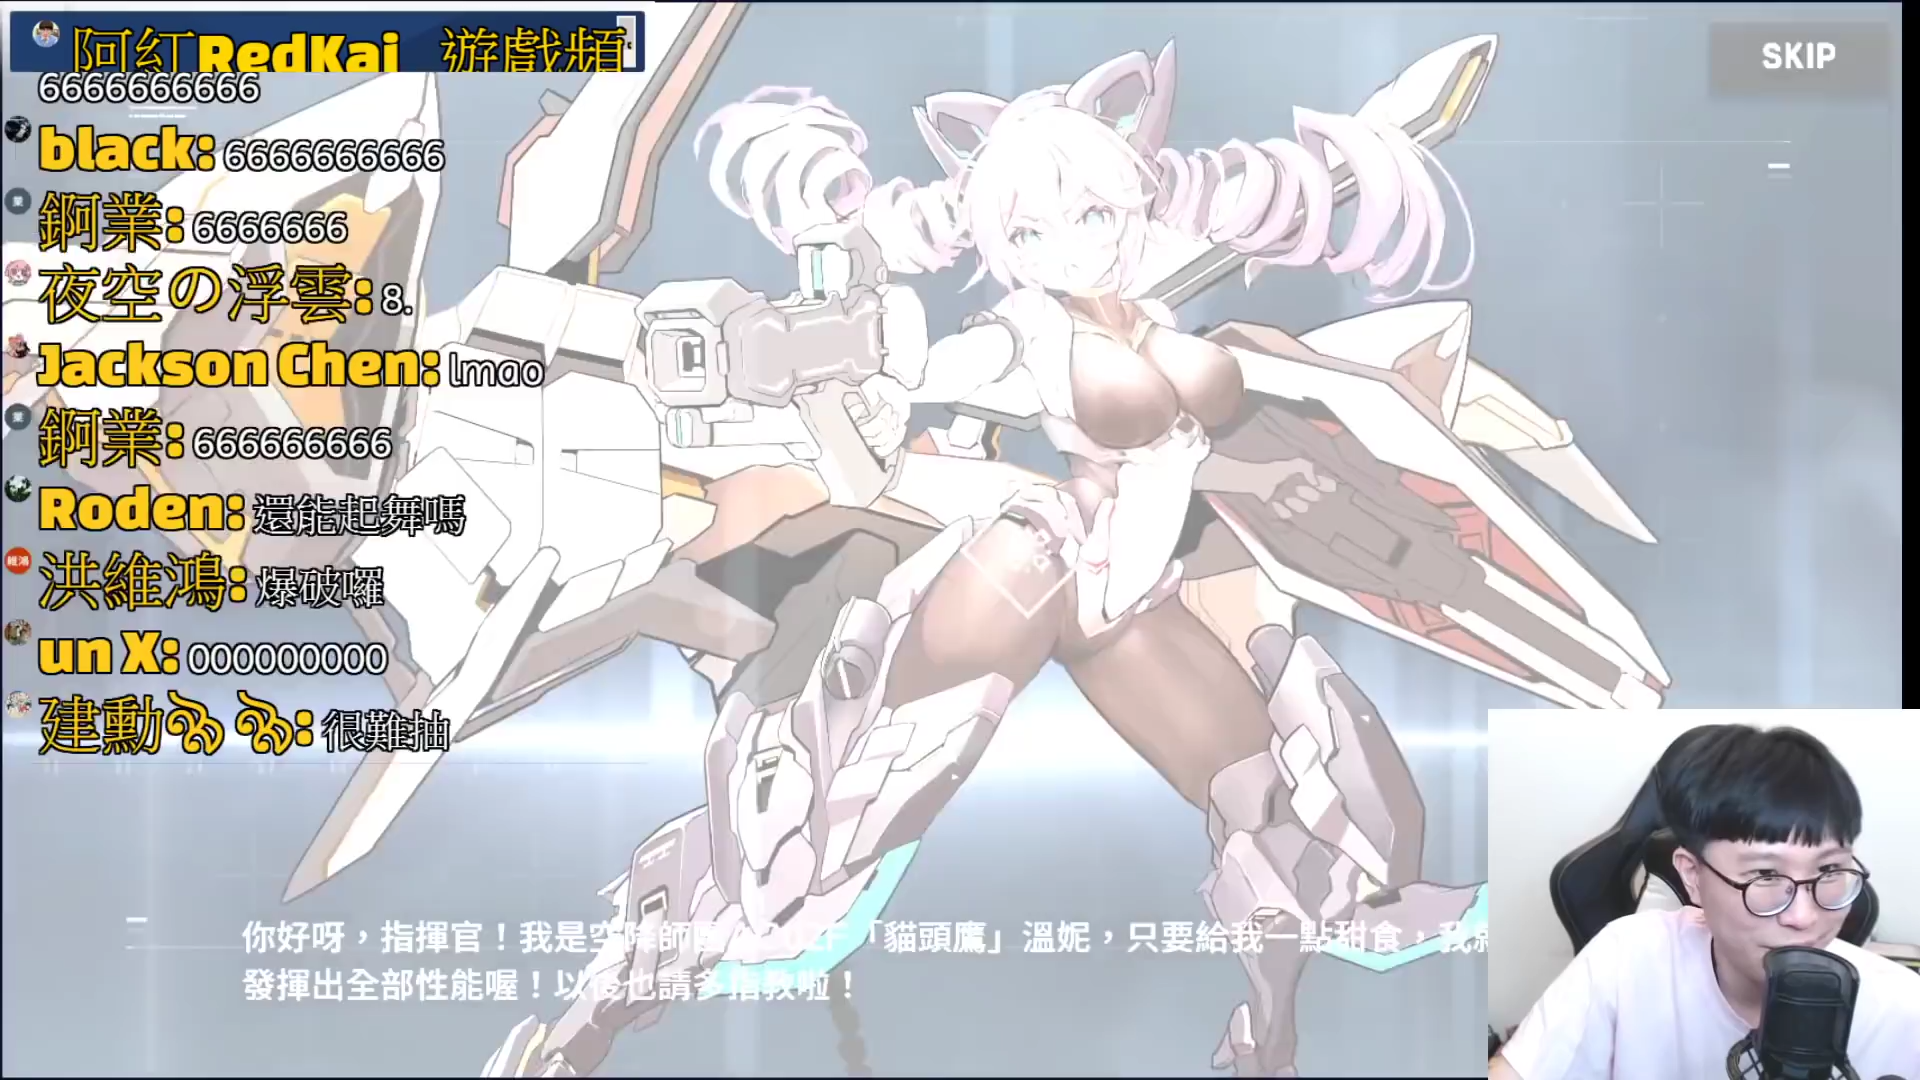 阿紅RedKai 遊戲頻
6666666666
black: 6666666666
鋼業: 6666666
夜空の浮雲: 8.
Jackson Chen: lmao
鋼業: 666666666
Roden: 還能起舞嗎
洪維鴻: 爆破囉
un X: ooooooooo
建勳: 很難抽
SKIP
你好呀，指揮官！我是空降師團「貓頭鷹」溫妮，只要給我一點甜食，我
發揮出全部性能喔！以後也請多指教啦！